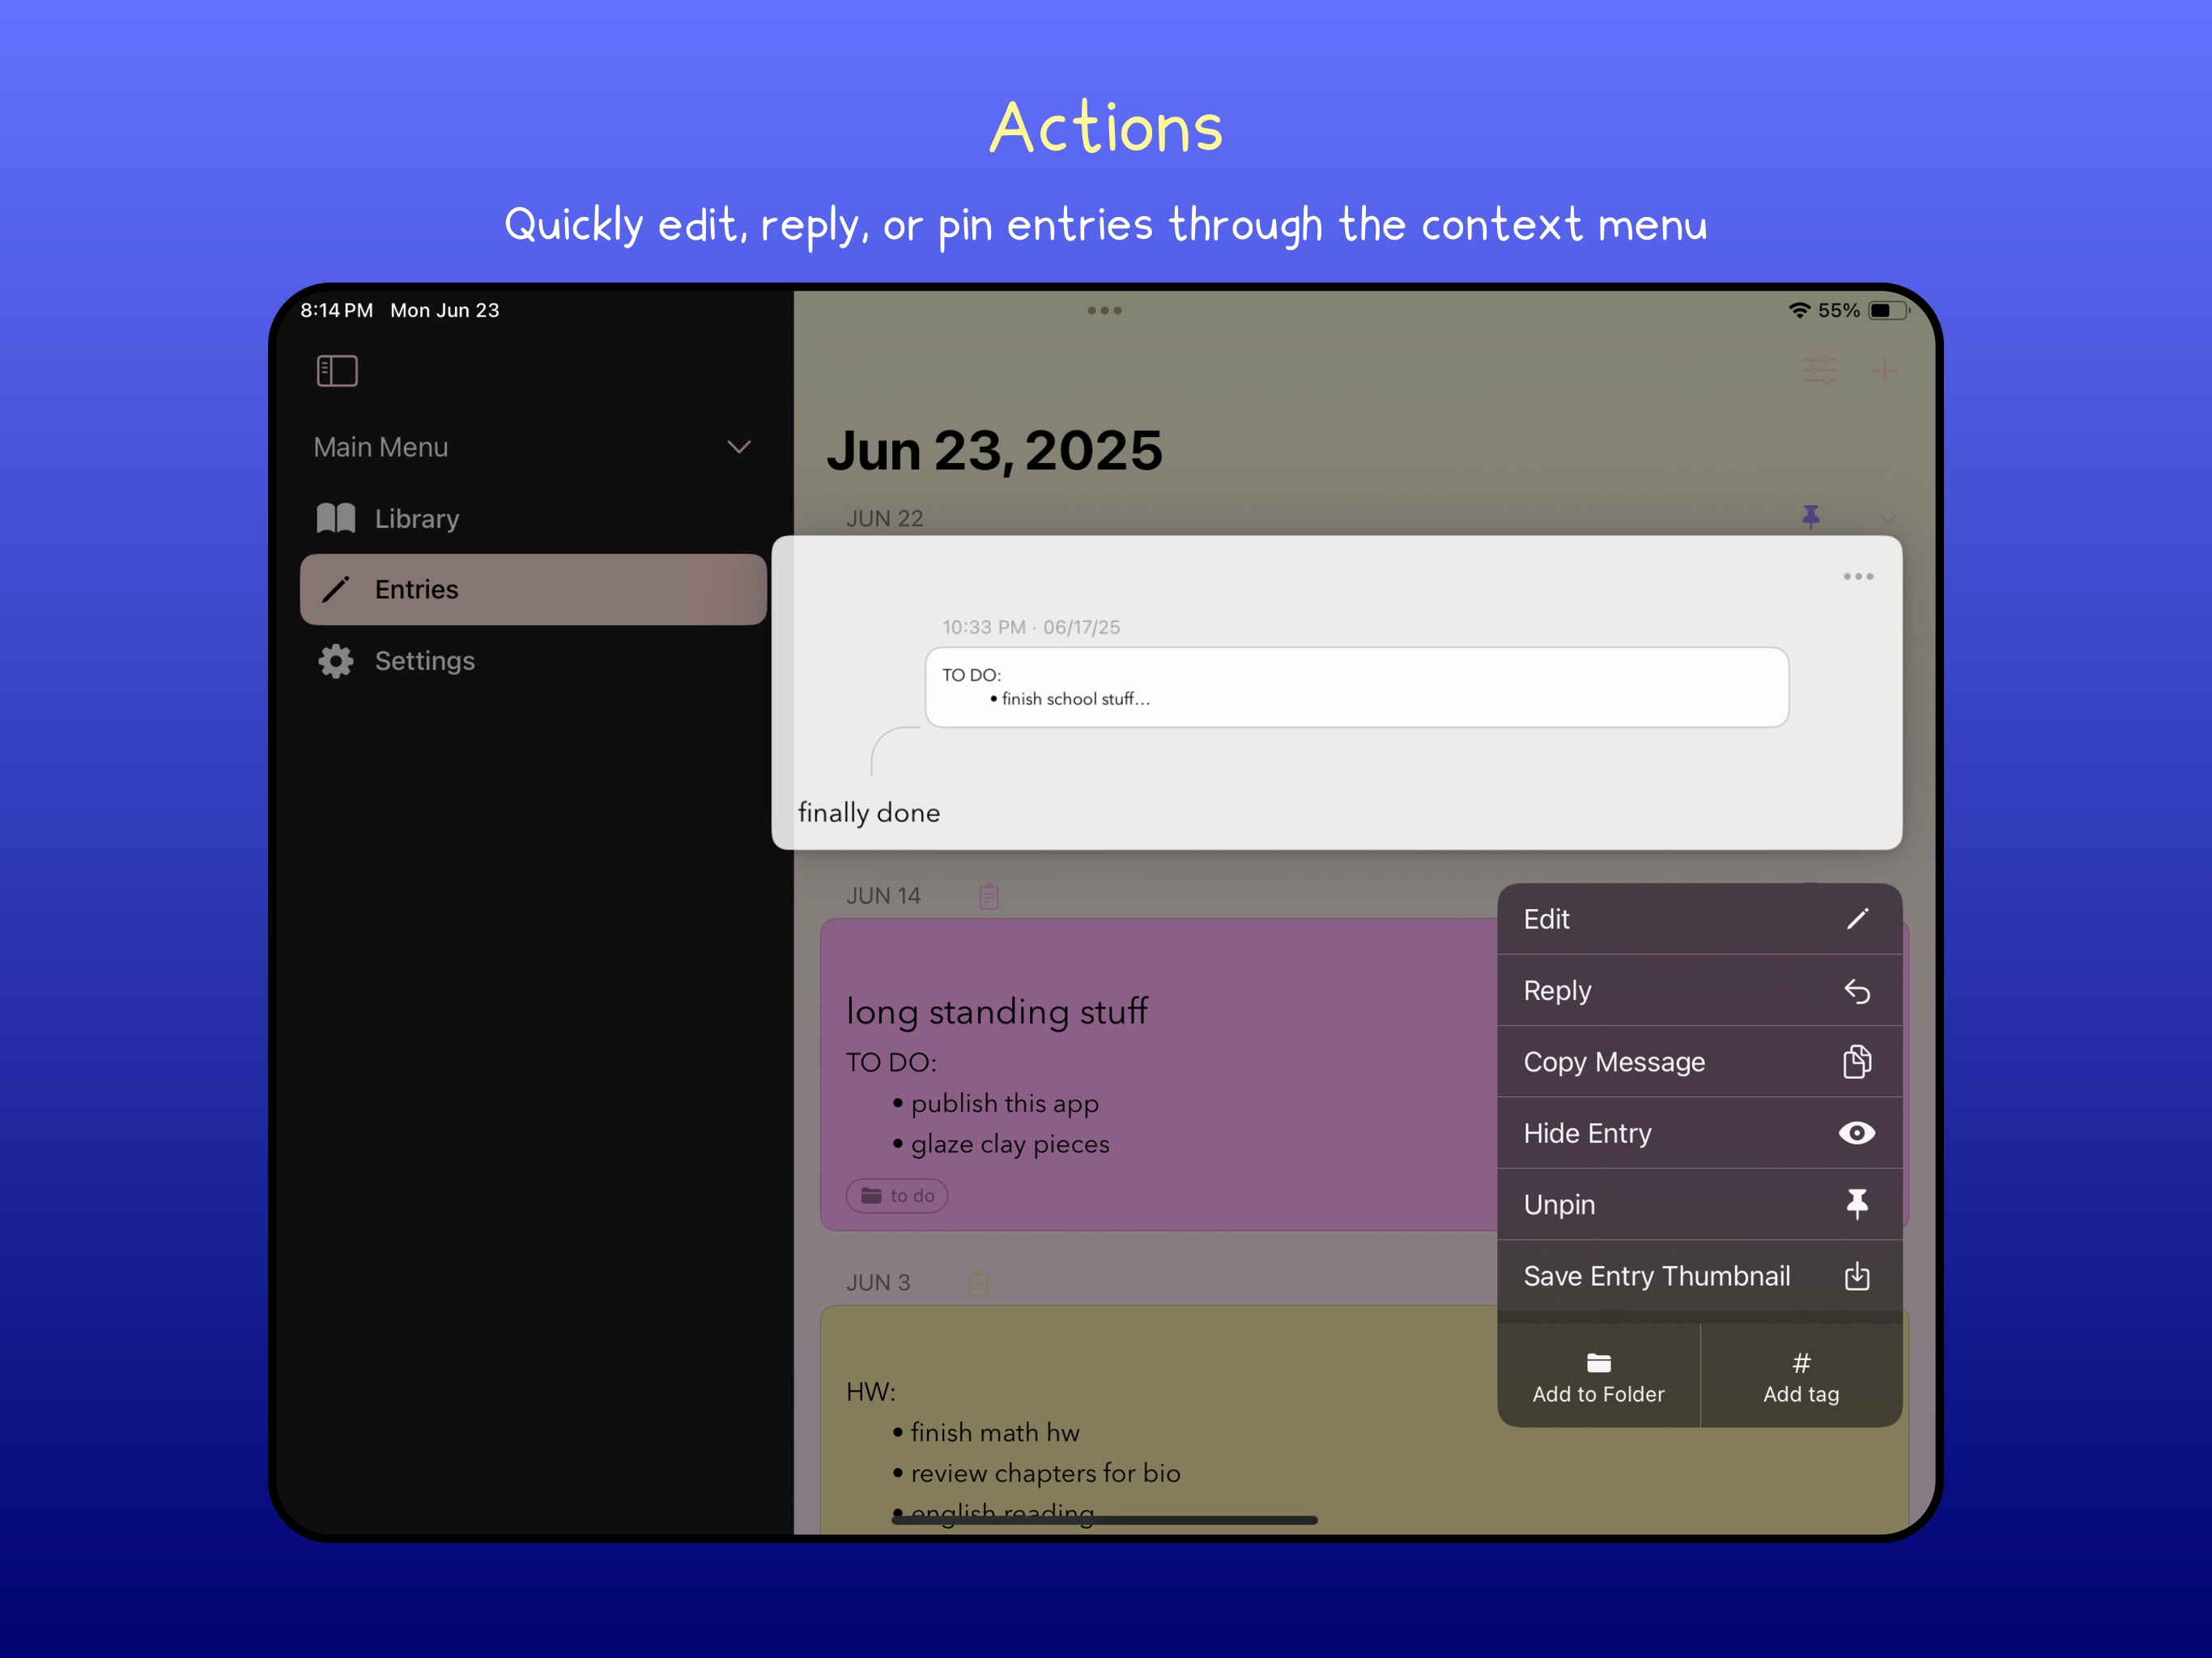 Actions
Quickly edit, reply, or pin entries through the context menu
8:14 PM Mon Jun 23
55%
Main Menu
Library
Entries
Settings
Jun 23, 2025
JUN 22
10:33 PM · 06/17/25
TO DO:
• finish school stuff...
finally done
JUN 14
long standing stuff
TO DO:
• publish this app
• glaze clay pieces
to do
JUN 3
HW:
• finish math hw
• review chapters for bio
• english reading
Edit
Reply
Copy Message
Hide Entry
Unpin
Save Entry Thumbnail
Add to Folder
# Add tag